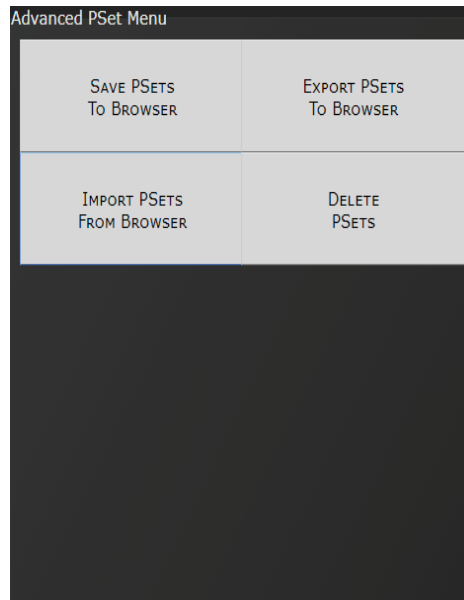 Advanced PSet Menu
Save PSets
To Browser
Export PSets
To Browser
Import PSets
From Browser
Delete
PSets